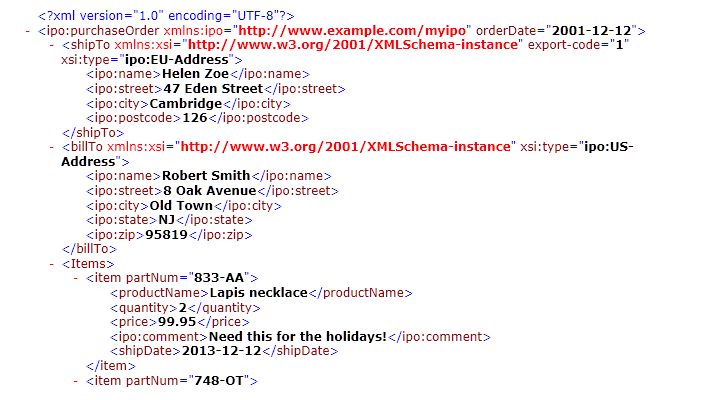 <?xml version="1.0" encoding="UTF-8"?>
- <ipo:purchaseOrder xmlns:ipo="http://www.example.com/myipo" orderDate="2001-12-12">
- <shipTo xmlns:xsi="http://www.w3.org/2001/XMLSchema-instance" export-code="1"
xsi:type="ipo:EU-Address">
<ipo:name>Helen Zoe</ipo:name>
<ipo:street>47 Eden Street</ipo:street>
<ipo:city>Cambridge</ipo:city>
<ipo:postcode>126</ipo:postcode>
</shipTo>
- <billTo xmlns:xsi="http://www.w3.org/2001/XMLSchema-instance" xsi:type="ipo:US-
Address">
<ipo:name>Robert Smith</ipo:name>
<ipo:street>8 Oak Avenue</ipo:street>
<ipo:city>Old Town</ipo:city>
<ipo:state>NJ</ipo:state>
<ipo:zip>95819</ipo:zip>
</billTo>
- <Items>
- <item partNum="833-AA">
<productName>Lapis necklace</productName>
<quantity>2</quantity>
<price>99.95</price>
<ipo:comment>Need this for the holidays!</ipo:comment>
<shipDate>2013-12-12</shipDate>
</item>
- <item partNum="748-OT">